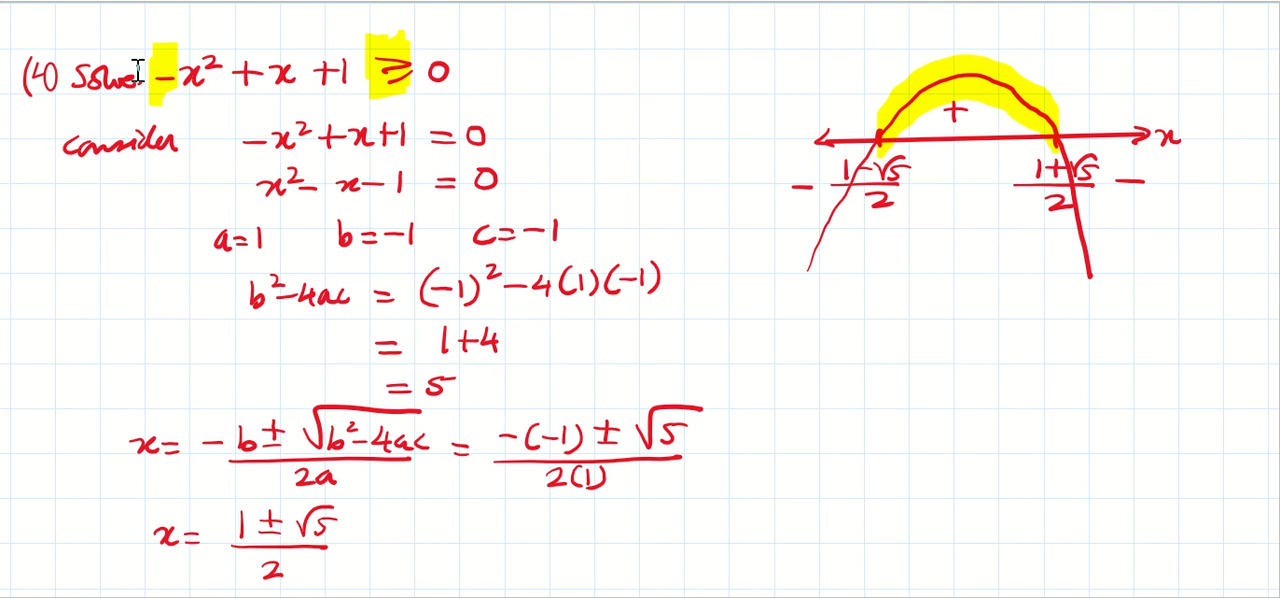 (4) Solve -x² + x + 1 ≥ 0
consider -x² + x + 1 = 0
x² - x - 1 = 0
a = 1 b = -1 c = -1
b² - 4ac = (-1)² - 4(1)(-1)
= 1 + 4
= 5
x = (-b ± √(b² - 4ac))/(2a) = (-(-1) ± √5)/(2(1))
x = (1 ± √5)/2
+
x
- (1 - √5)/2 (1 + √5)/2 -